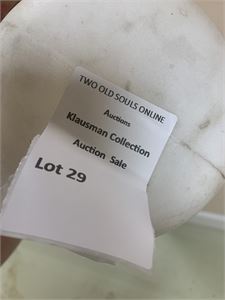 TWO OLD SOULS ONLINE
Auctions
Klausman Collection
Auction Sale
Lot 29